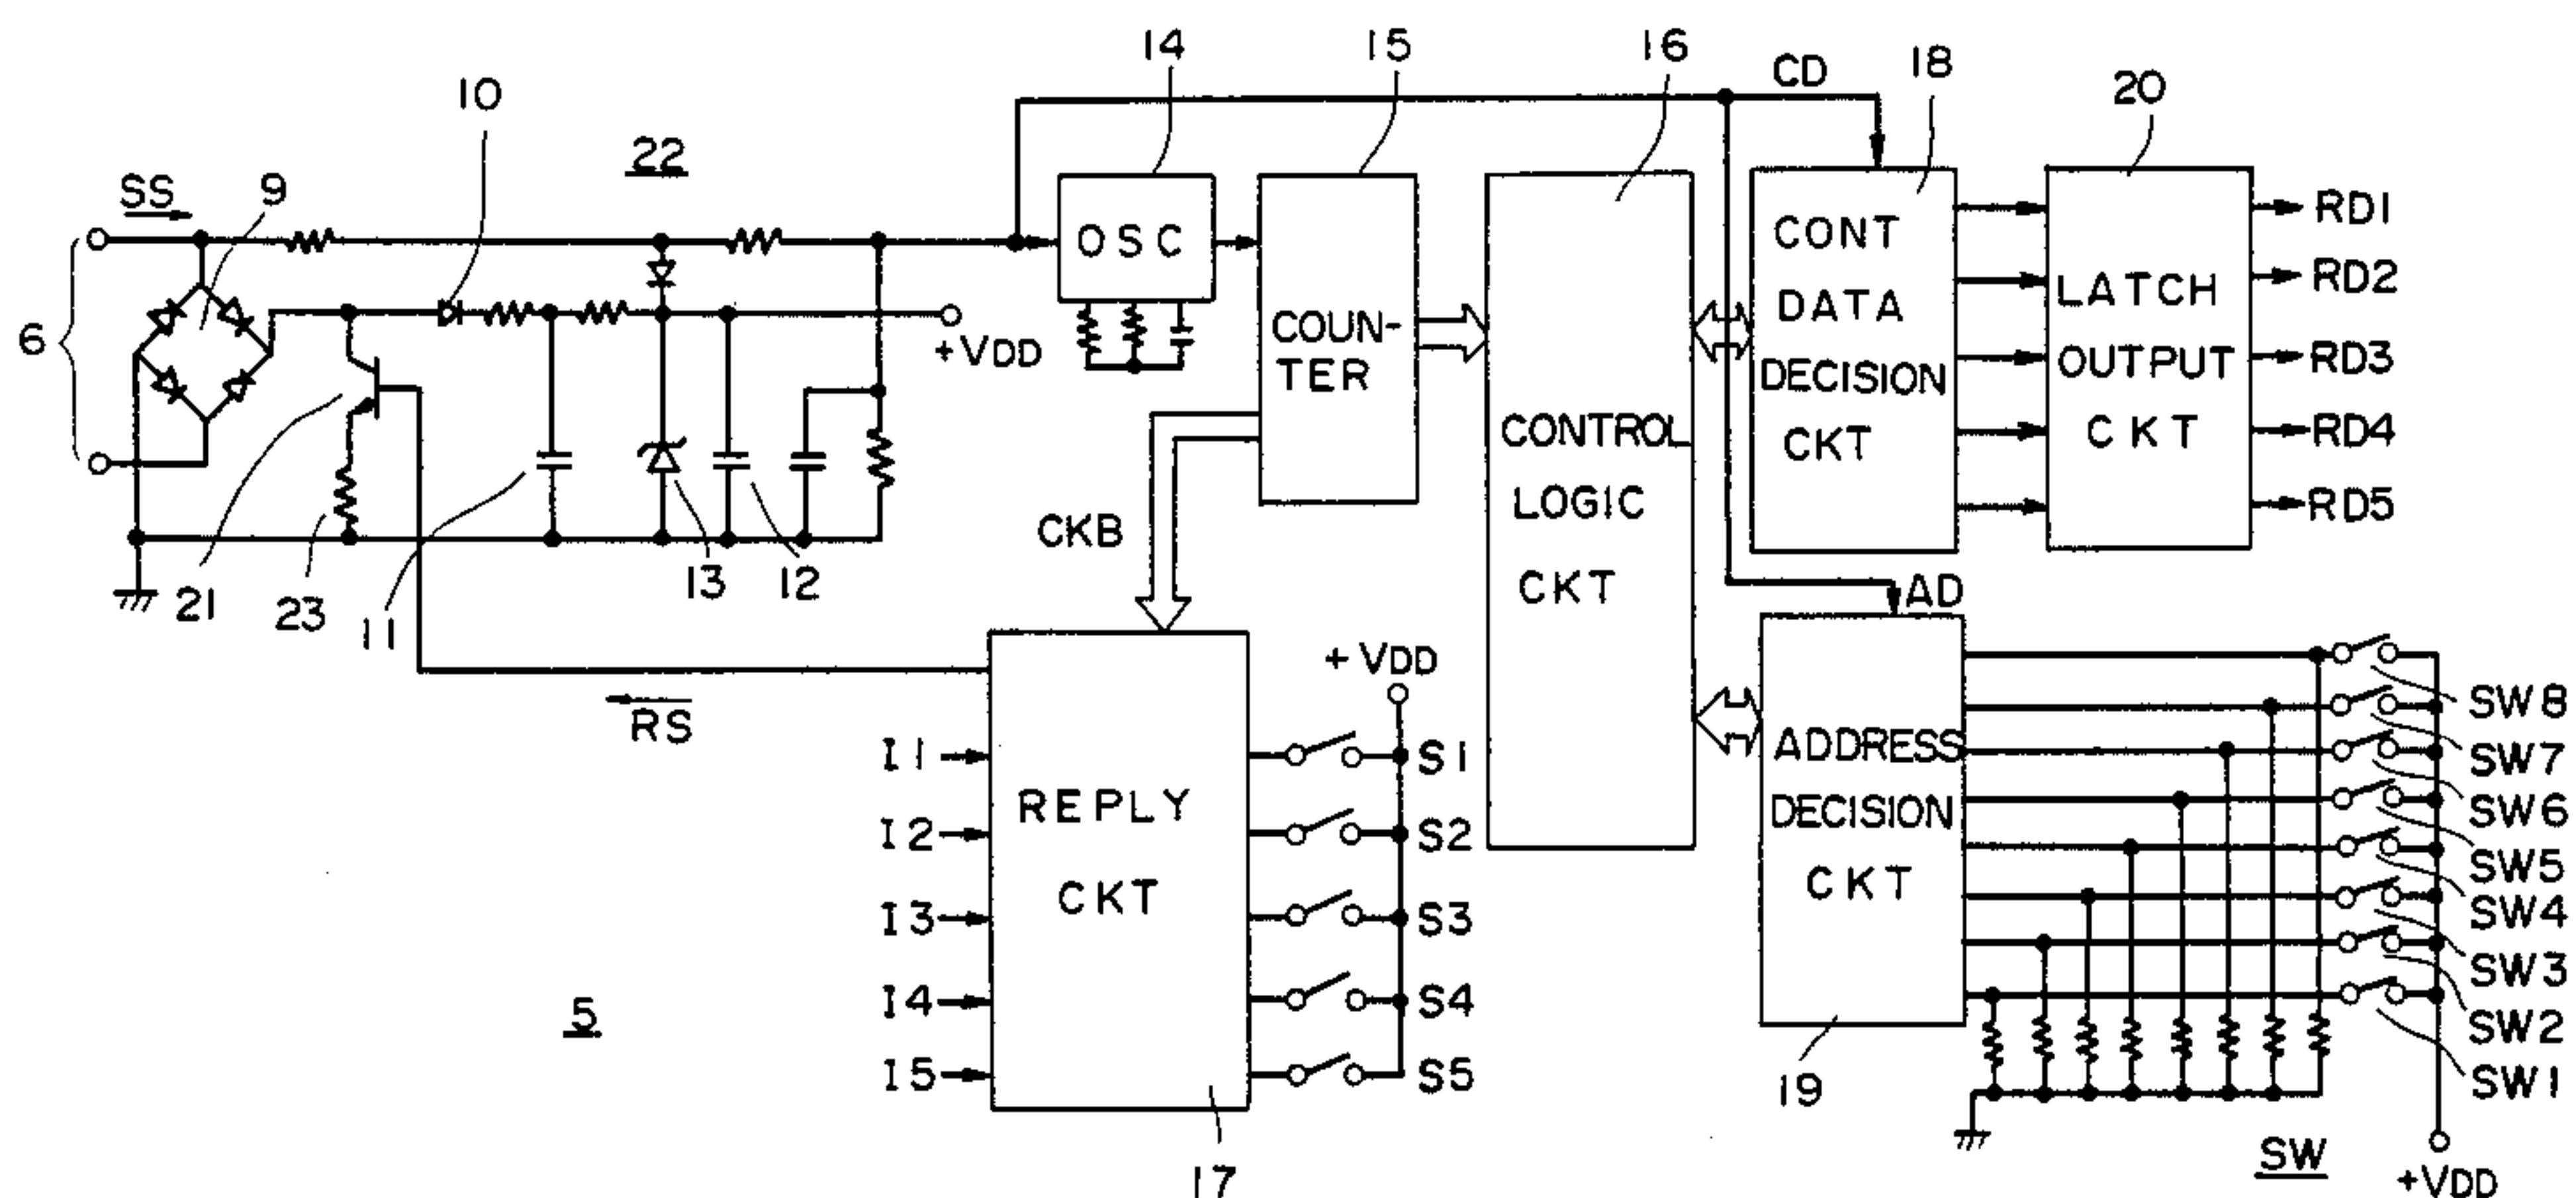 14
15
16
CD
18
20
10
22
SS
9
6
OSC
COUN-
TER
CONTROL
LOGIC
CKT
CONT
DATA
DECISION
CKT
LATCH
OUTPUT
CKT
RD1
RD2
RD3
RD4
RD5
+VDD
21
23
11
13
12
CKB
AD
RS
+VDD
REPLY
CKT
I1
I2
I3
I4
I5
S1
S2
S3
S4
S5
5
17
ADDRESS
DECISION
CKT
19
SW8
SW7
SW6
SW5
SW4
SW3
SW2
SW1
SW
+VDD